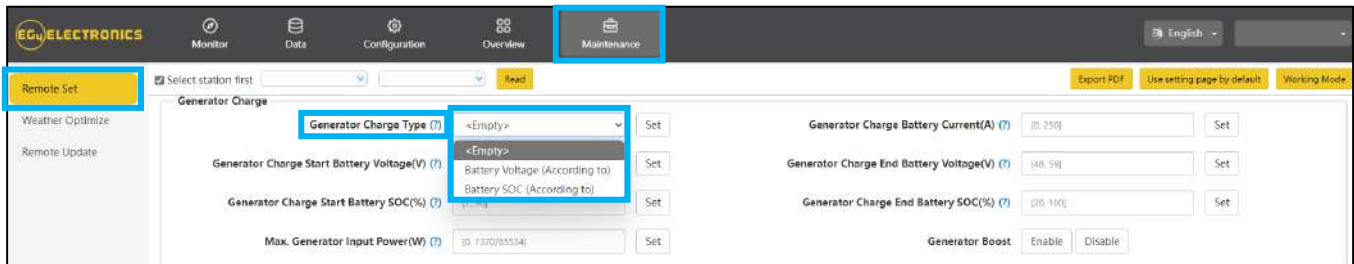 EG4 ELECTRONICS
Monitor
Data
Configuration
Overview
Maintenance
English
Remote Set
Weather Optimize
Remote Update
Select station first
Read
Export PDF
Use setting page by default
Working Mode
Generator Charge
Generator Charge Type (?)
<Empty>
Set
Generator Charge Battery Current(A) (?)
[0, 250]
Set
<Empty>
Battery Voltage (According to)
Battery SOC (According to)
Generator Charge Start Battery Voltage(V) (?)
Set
Generator Charge End Battery Voltage(V) (?)
[48, 59]
Set
Generator Charge Start Battery SOC(%) (?)
Set
Generator Charge End Battery SOC(%) (?)
[20, 100]
Set
Max. Generator Input Power(W) (?)
[0, 7370/65534]
Set
Generator Boost
Enable
Disable